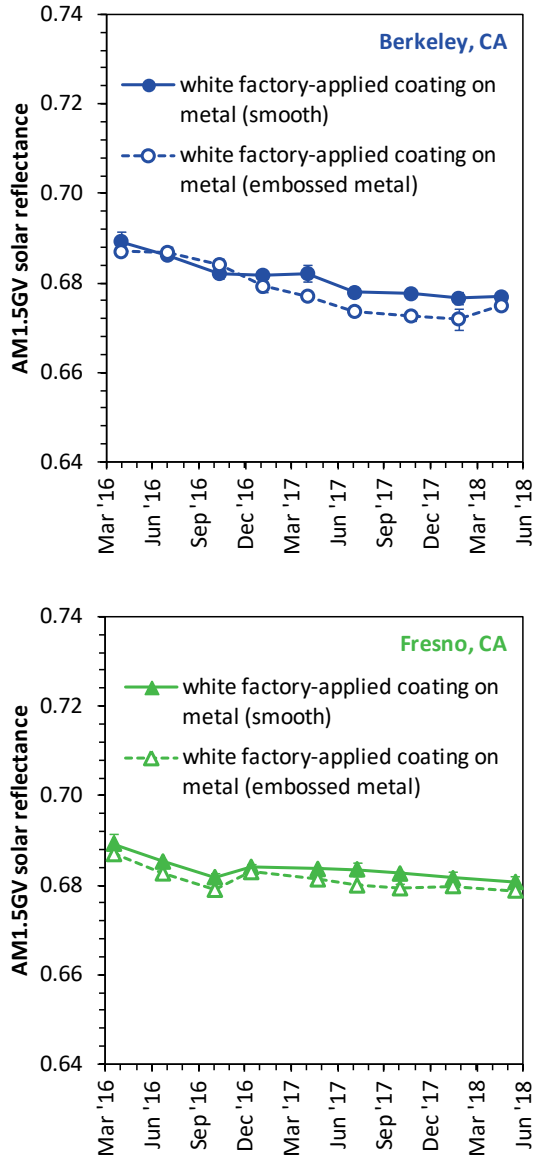 0.74
Berkeley, CA
0.72
white factory-applied coating on
metal (smooth)
white factory-applied coating on
metal (embossed metal)
0.70
0.68
0.66
0.64
AM1.5GV solar reflectance
Mar '16
Jun '16
Sep '16
Dec '16
Mar '17
Jun '17
Sep '17
Dec '17
Mar '18
Jun '18
0.74
Fresno, CA
0.72
white factory-applied coating on
metal (smooth)
white factory-applied coating on
metal (embossed metal)
0.70
0.68
0.66
0.64
AM1.5GV solar reflectance
Mar '16
Jun '16
Sep '16
Dec '16
Mar '17
Jun '17
Sep '17
Dec '17
Mar '18
Jun '18